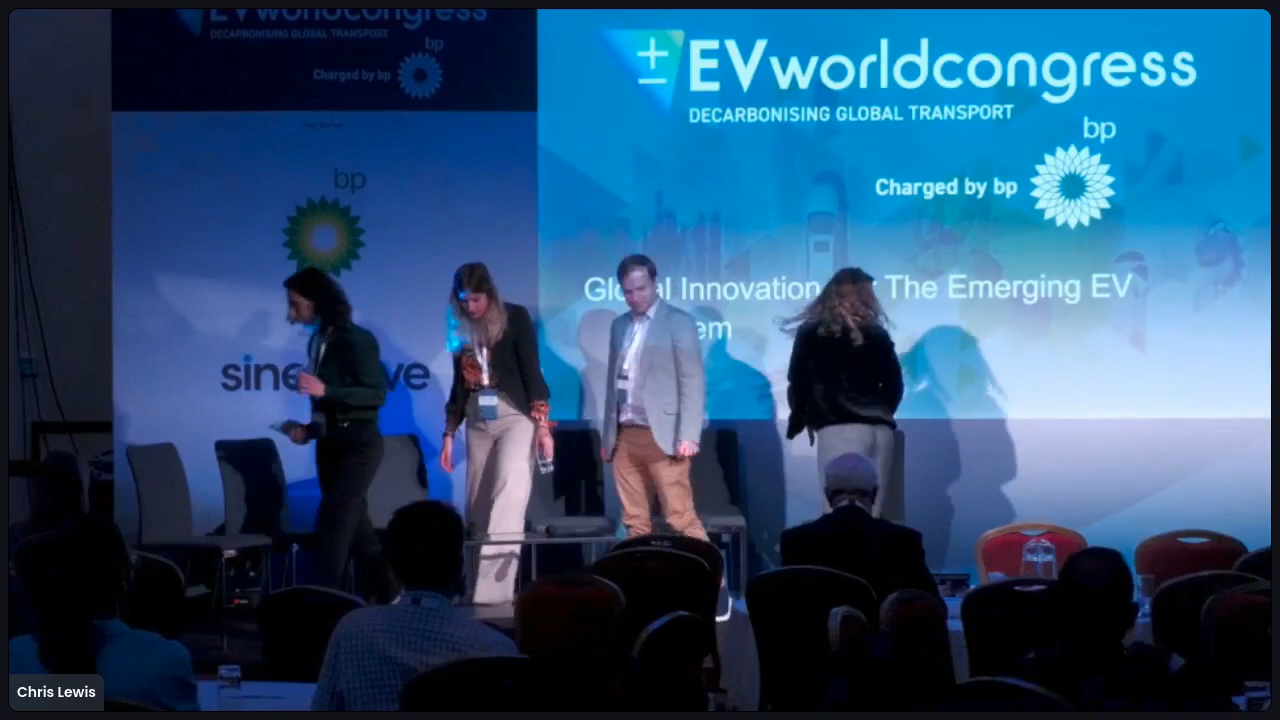 EVworldcongress
DECARBONISING GLOBAL TRANSPORT
bp
Charged by bp
bp
EVworldcongress
DECARBONISING GLOBAL TRANSPORT
bp
Charged by bp
Innovation The Emerging EV
Chris Lewis